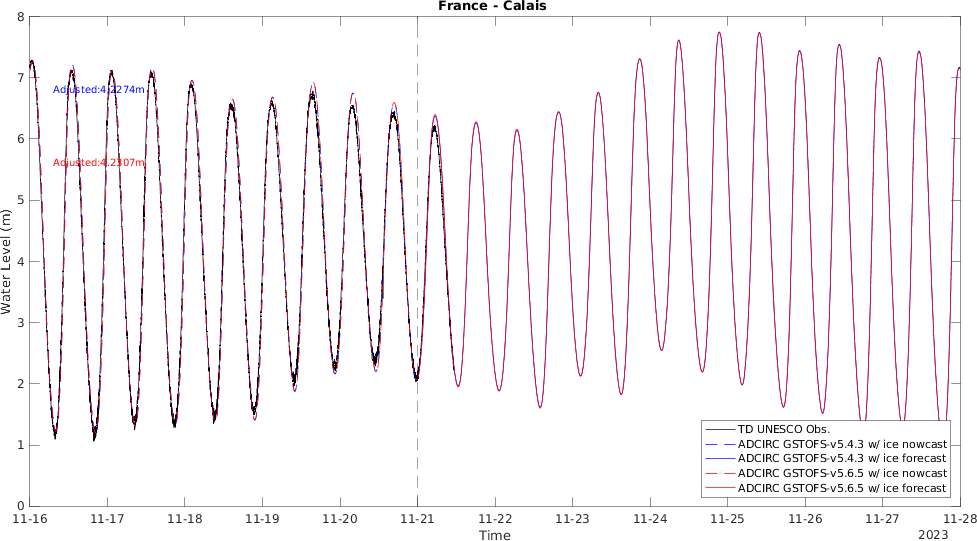 France - Calais
8
7
6
5
4
3
2
1
0
Water Level (m)
Adjusted:4.2274m
Adjusted:4.2307m
TD UNESCO Obs.
ADCIRC GSTOFS-v5.4.3 w/ ice nowcast
ADCIRC GSTOFS-v5.4.3 w/ ice forecast
ADCIRC GSTOFS-v5.6.5 w/ ice nowcast
ADCIRC GSTOFS-v5.6.5 w/ ice forecast
11-16 11-17 11-18 11-19 11-20 11-21 11-22 11-23 11-24 11-25 11-26 11-27 11-28
Time
2023